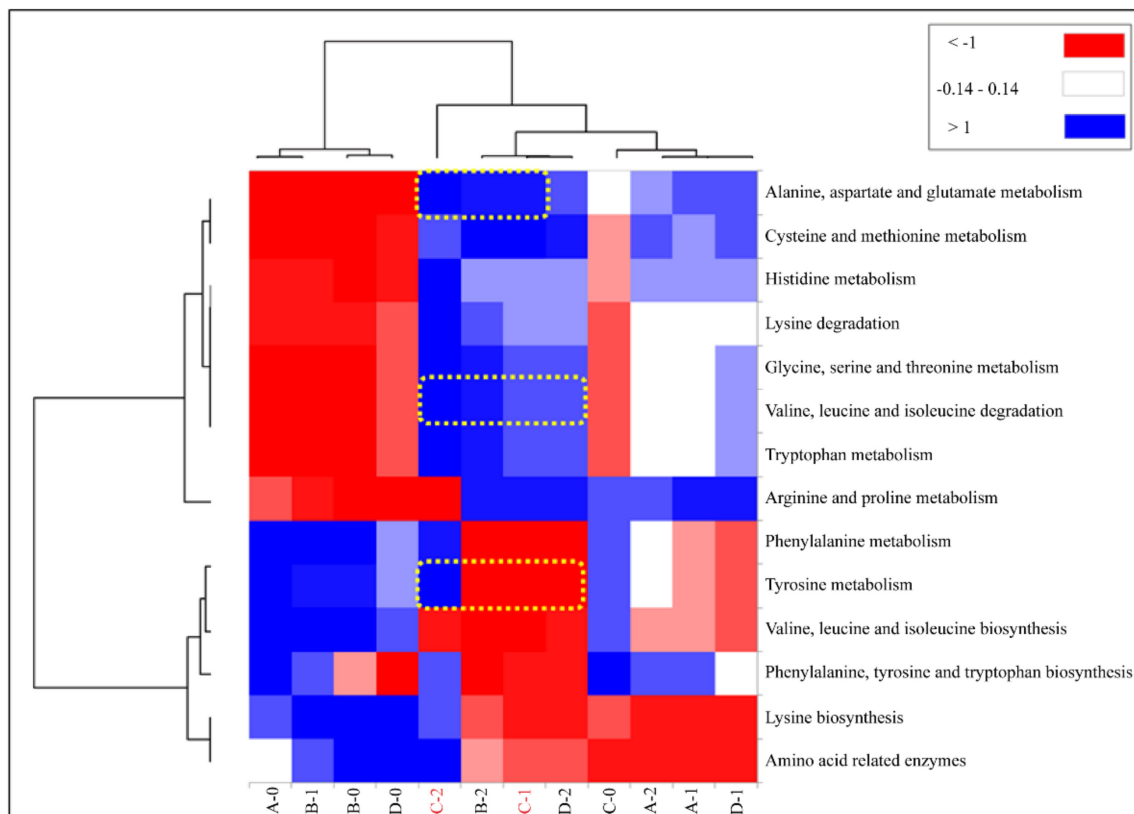 < -1
-0.14 - 0.14
> 1
Alanine, aspartate and glutamate metabolism
Cysteine and methionine metabolism
Histidine metabolism
Lysine degradation
Glycine, serine and threonine metabolism
Valine, leucine and isoleucine degradation
Tryptophan metabolism
Arginine and proline metabolism
Phenylalanine metabolism
Tyrosine metabolism
Valine, leucine and isoleucine biosynthesis
Phenylalanine, tyrosine and tryptophan biosynthesis
Lysine biosynthesis
Amino acid related enzymes
A-0
B-1
B-0
D-0
C-2
B-2
C-1
D-2
C-0
A-2
A-1
D-1